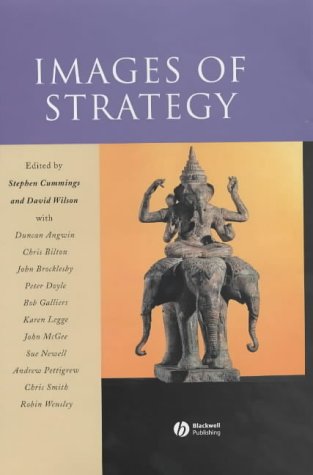 IMAGES OF
STRATEGY
Edited by
Stephen Cummings
and David Wilson
with
Duncan Angwin
Chris Bilton
John Brocklesby
Peter Doyle
Bob Galliers
Karen Legge
John McGee
Sue Newell
Andrew Pettigrew
Chris Smith
Robin Wensley
b
Blackwell
Publishing